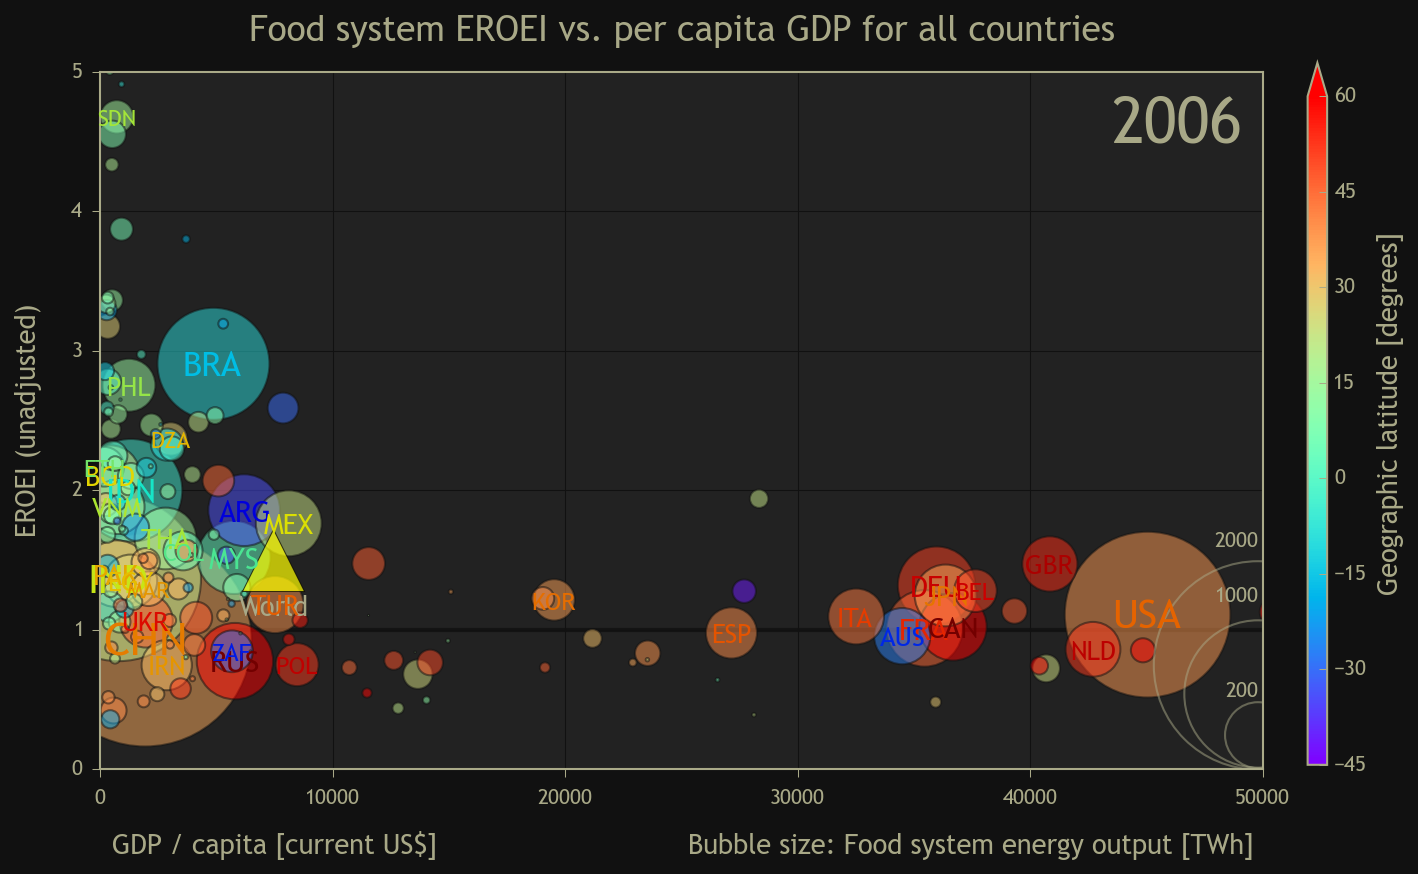 Food system EROEI vs. per capita GDP for all countries
2006
5
4
3
2
1
0
EROEI (unadjusted)
SDN
BRA
PHL
DZA
BGD
IDN
VNM
ARG
MEX
THA
MYS
PAK
World
TUR
UKR
CHN
IRN
ZAF
RUS
POL
KOR
ESP
ITA
DEU
JPN
BEL
FRA
AUS
CAN
GBR
USA
NLD
2000
1000
200
0
10000
20000
30000
40000
50000
GDP / capita [current US$]
Bubble size: Food system energy output [TWh]
60
45
30
15
0
−15
−30
−45
Geographic latitude [degrees]